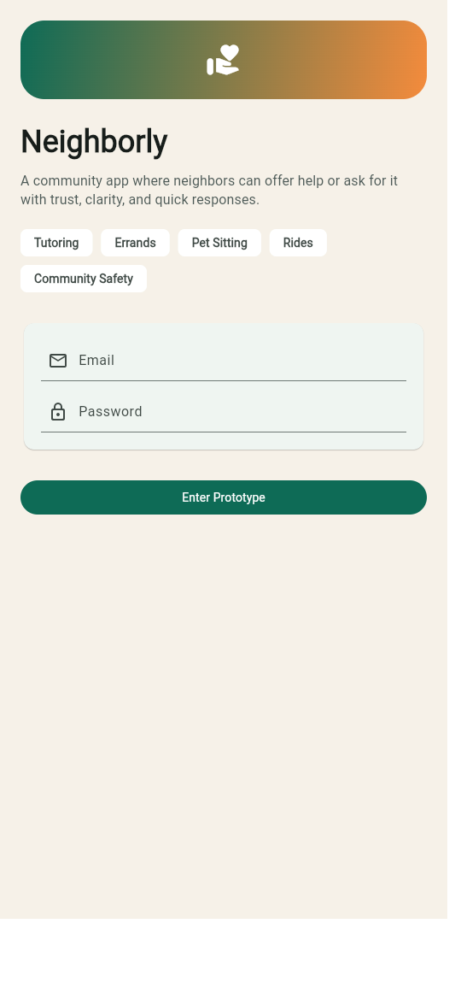 Neighborly
A community app where neighbors can offer help or ask for it
with trust, clarity, and quick responses.
Tutoring Errands Pet Sitting Rides
Community Safety
Email
Password
Enter Prototype